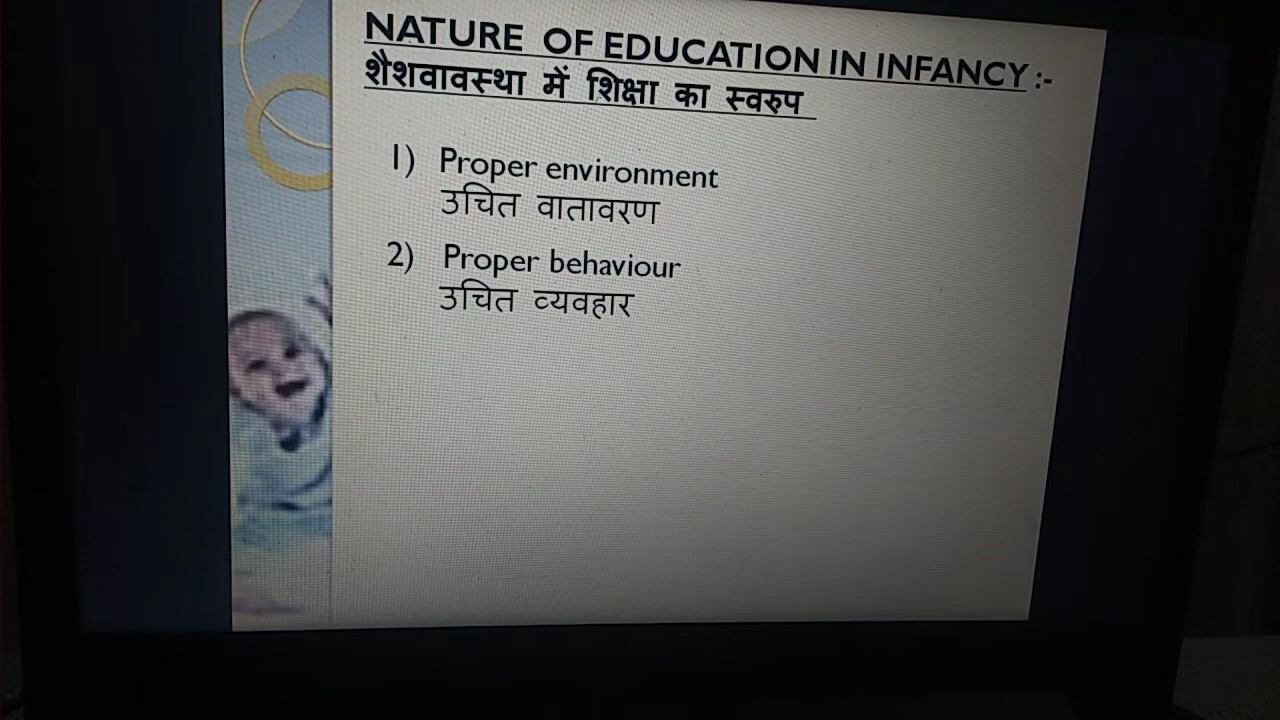 NATURE OF EDUCATION IN INFANCY :-
शैशवावस्था में शिक्षा का स्वरुप
1) Proper environment
उचित वातावरण
2) Proper behaviour
उचित व्यवहार